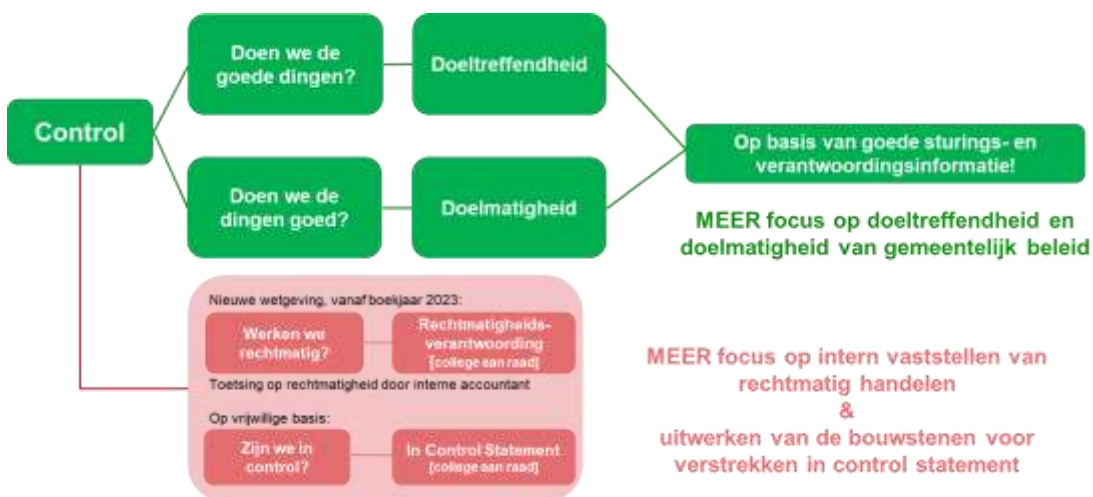 Control
Doen we de
goede dingen?
Doeltreffendheid
Doen we de
dingen goed?
Doelmatigheid
Op basis van goede sturings- en
verantwoordingsinformatie!
MEER focus op doeltreffendheid en
doelmatigheid van gemeentelijk beleid
Nieuwe wetgeving, vanaf boekjaar 2023:
Werken we
rechtmatig?
Rechtmatigheids-
verantwoording
[college aan raad]
Toetsing op rechtmatigheid door interne accountant
Op vrijwillige basis:
Zijn we in
control?
In Control Statement
[college aan raad]
MEER focus op intern vaststellen van
rechtmatig handelen
&
uitwerken van de bouwstenen voor
verstrekken in control statement